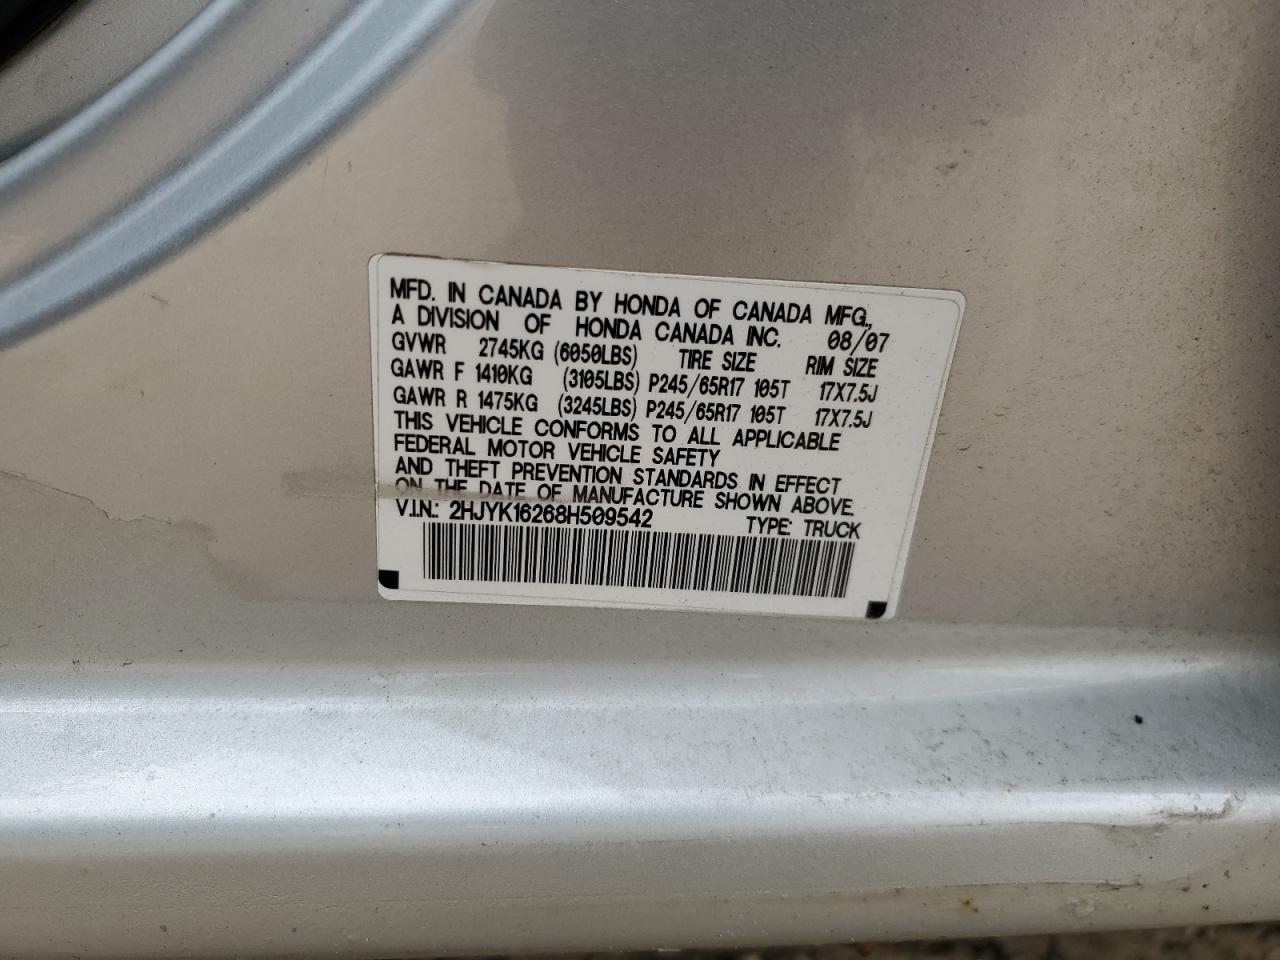 MFD. IN CANADA BY HONDA OF CANADA MFG.,
A DIVISION OF HONDA CANADA INC. 08/07
GVWR 2745KG (6050LBS) TIRE SIZE RIM SIZE
GAWR F 1410KG (3105LBS) P245/65R17 105T 17X7.5J
GAWR R 1475KG (3245LBS) P245/65R17 105T 17X7.5J
THIS VEHICLE CONFORMS TO ALL APPLICABLE
FEDERAL MOTOR VEHICLE SAFETY
AND THEFT PREVENTION STANDARDS IN EFFECT
ON THE DATE OF MANUFACTURE SHOWN ABOVE.
V.I.N.: 2HJYK16268H509542 TYPE: TRUCK